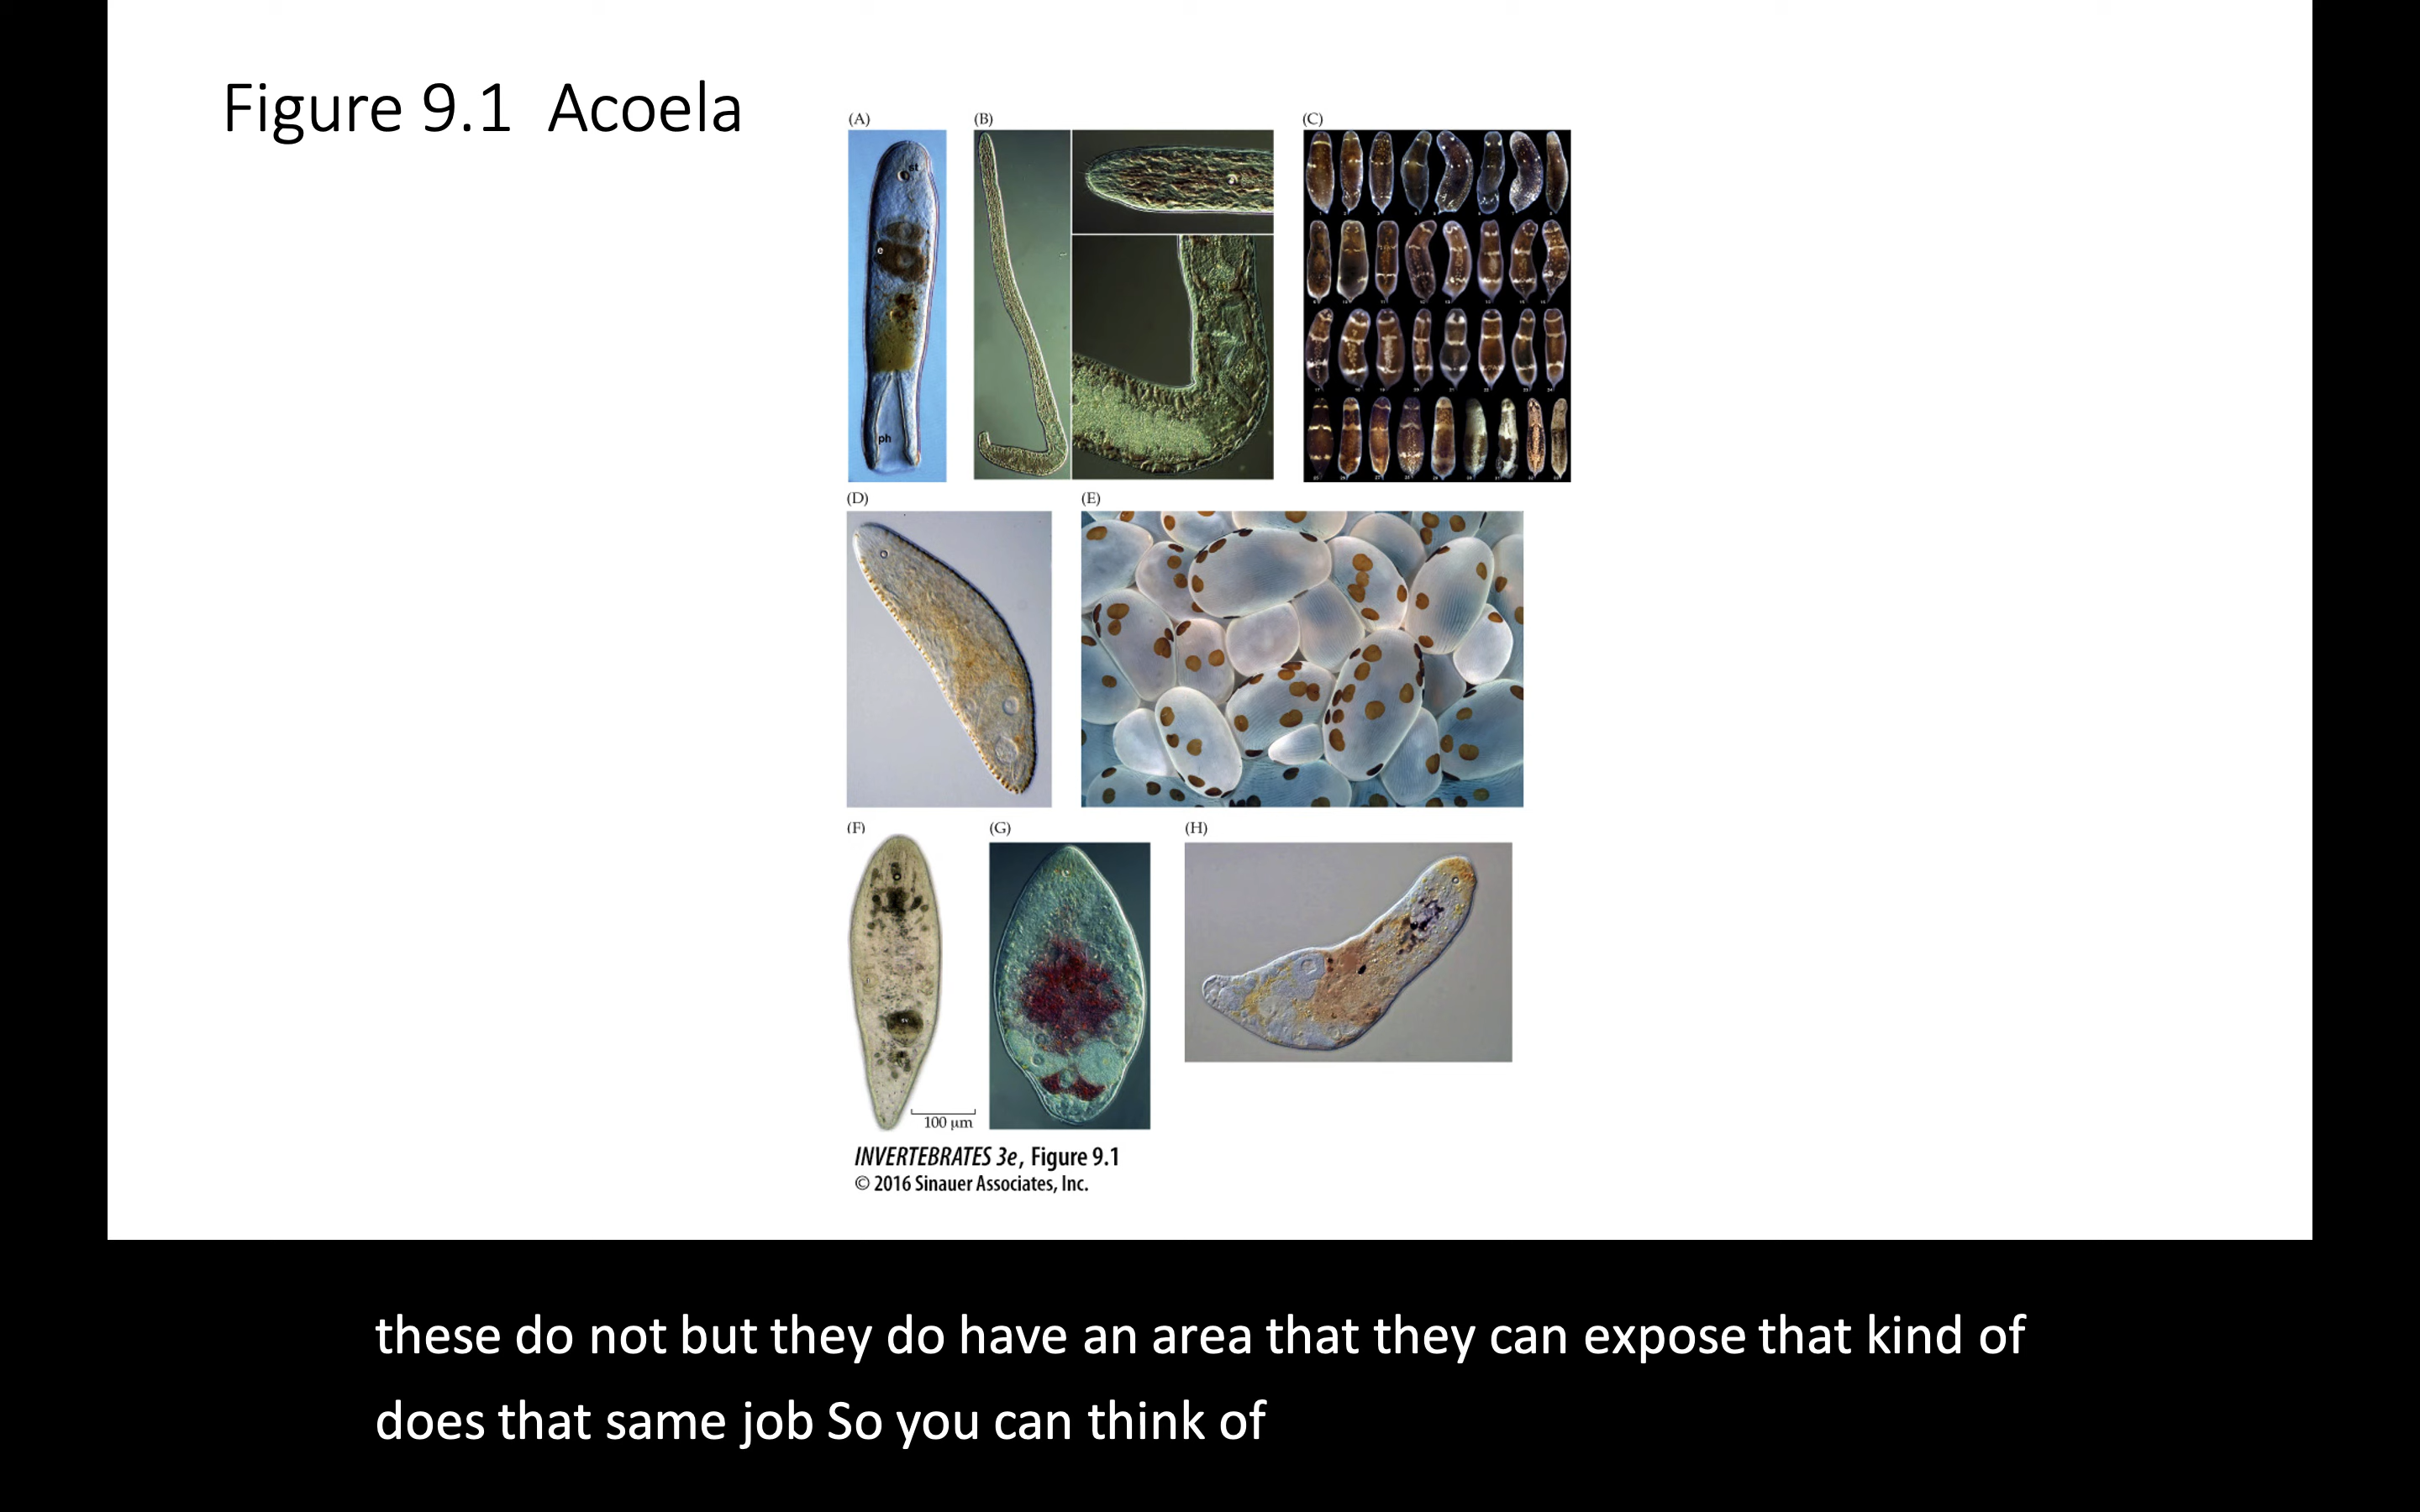 Figure 9.1 Acoela
(A)
(B)
(C)
st
e
ph
(D)
(E)
(F)
(G)
(H)
100 µm
INVERTEBRATES 3e, Figure 9.1
© 2016 Sinauer Associates, Inc.
these do not but they do have an area that they can expose that kind of
does that same job So you can think of